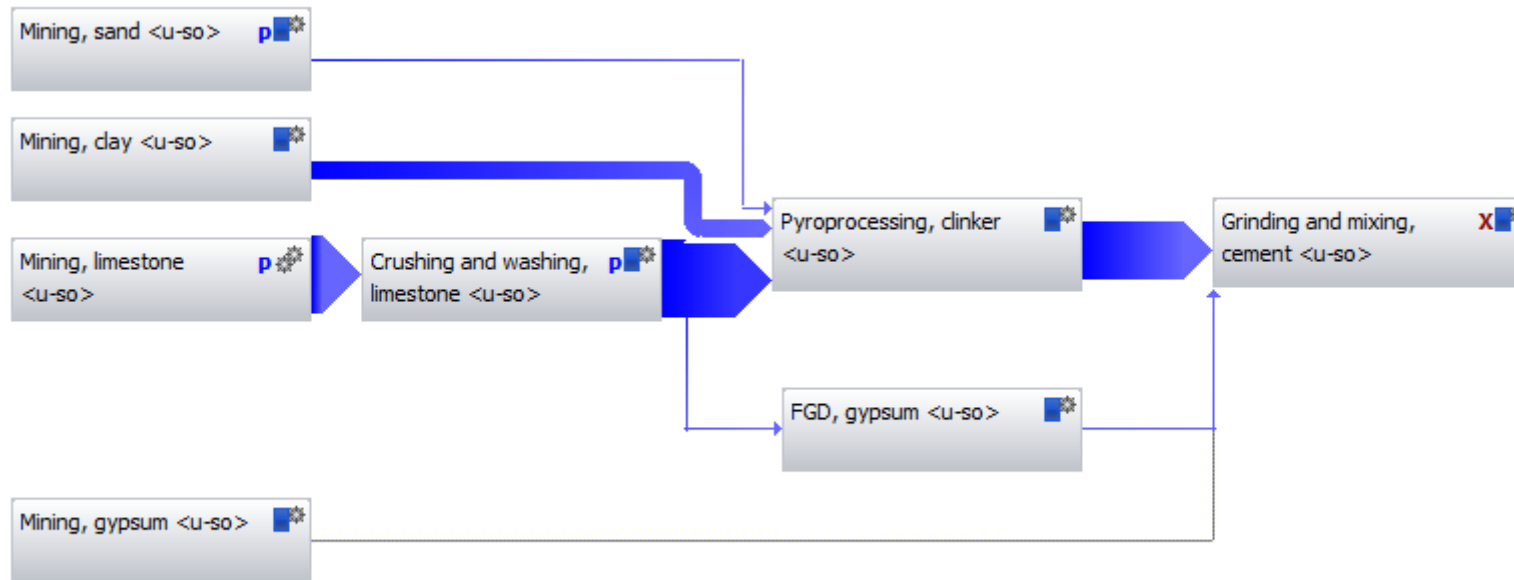 Mining, sand <u-so> p
Mining, clay <u-so>
Mining, limestone p
<u-so>
Crushing and washing, p
limestone <u-so>
Pyroprocessing, clinker
<u-so>
Grinding and mixing, X
cement <u-so>
FGD, gypsum <u-so>
Mining, gypsum <u-so>